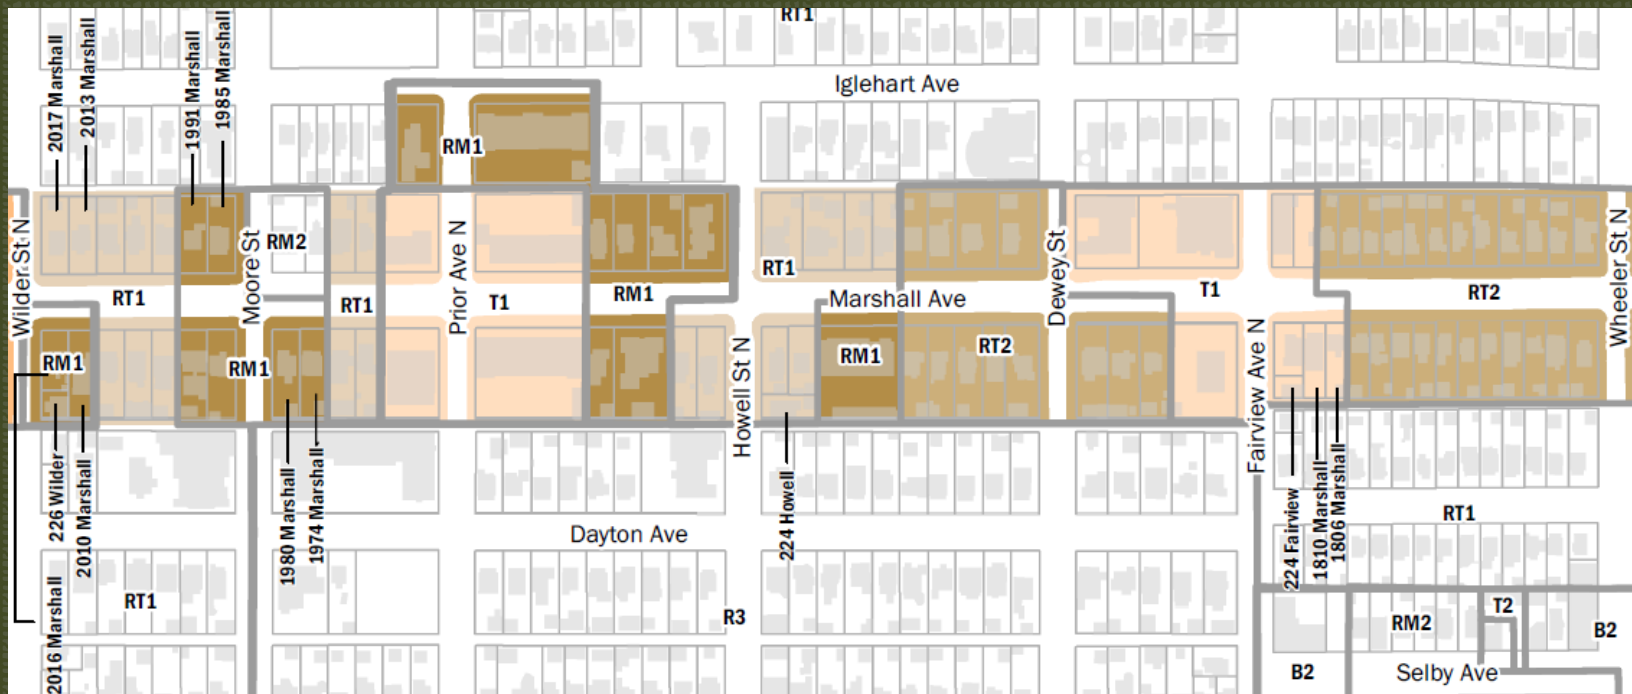 RT1
2017 Marshall
2013 Marshall
1991 Marshall
1985 Marshall
Iglehart Ave
RM1
Wilder St N
Moore St
RM2
Prior Ave N
RT1
RT1
T1
RM1
RT1
Marshall Ave
Dewey St
T1
RT2
Wheeler St N
RM1
RM1
Howell St N
RM1
RT2
Fairview Ave N
226 Wilder
2010 Marshall
1980 Marshall
1974 Marshall
224 Howell
224 Fairview
1810 Marshall
1806 Marshall
Dayton Ave
RT1
2016 Marshall
RT1
R3
RM2
T2
B2
B2
Selby Ave